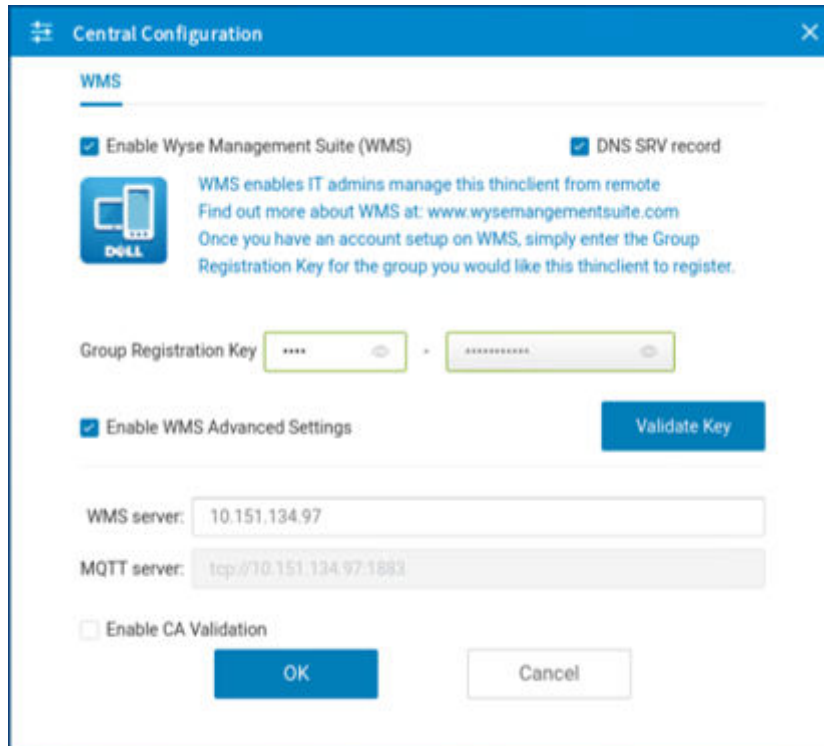 Central Configuration
WMS
Enable Wyse Management Suite (WMS)
DNS SRV record
DELL
WMS enables IT admins manage this thinclient from remote
Find out more about WMS at: www.wysemangementsuite.com
Once you have an account setup on WMS, simply enter the Group
Registration Key for the group you would like this thinclient to register.
Group Registration Key •••• - •••••••••••
Enable WMS Advanced Settings
Validate Key
WMS server: 10.151.134.97
MQTT server: tcp://10.151.134.97:1883
Enable CA Validation
OK
Cancel